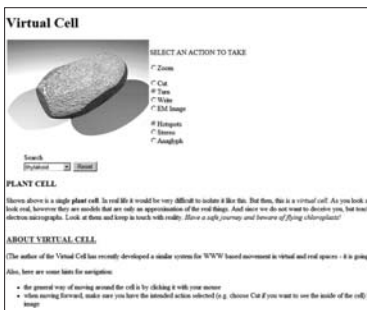 Virtual Cell
SELECT AN ACTION TO TAKE
Zoom
Cut
Turn
Write
EM Image
Hotspots
Stereo
Anaglyph
Search
thylakoid Reset
PLANT CELL
Shown above is a single plant cell. In real life it would be very difficult to isolate it like this. But then, this is a virtual cell. As you look a
look real, however they are models that are only an approximation of the real things. And since we do not want to deceive you, but
electron micrographs. Look at them and keep in touch with reality. Have a safe journey and beware of flying chloroplasts!
ABOUT VIRTUAL CELL
(The author of the Virtual Cell has recently developed a similar system for WWW based movement in virtual and real spaces - it is going
Also, here are some hints for navigation:
• the general way of moving around the cell is by clicking it with your mouse
• when moving forward, make sure you have the intended action selected (e.g. choose Cut if you want to see the inside of the cell)
image